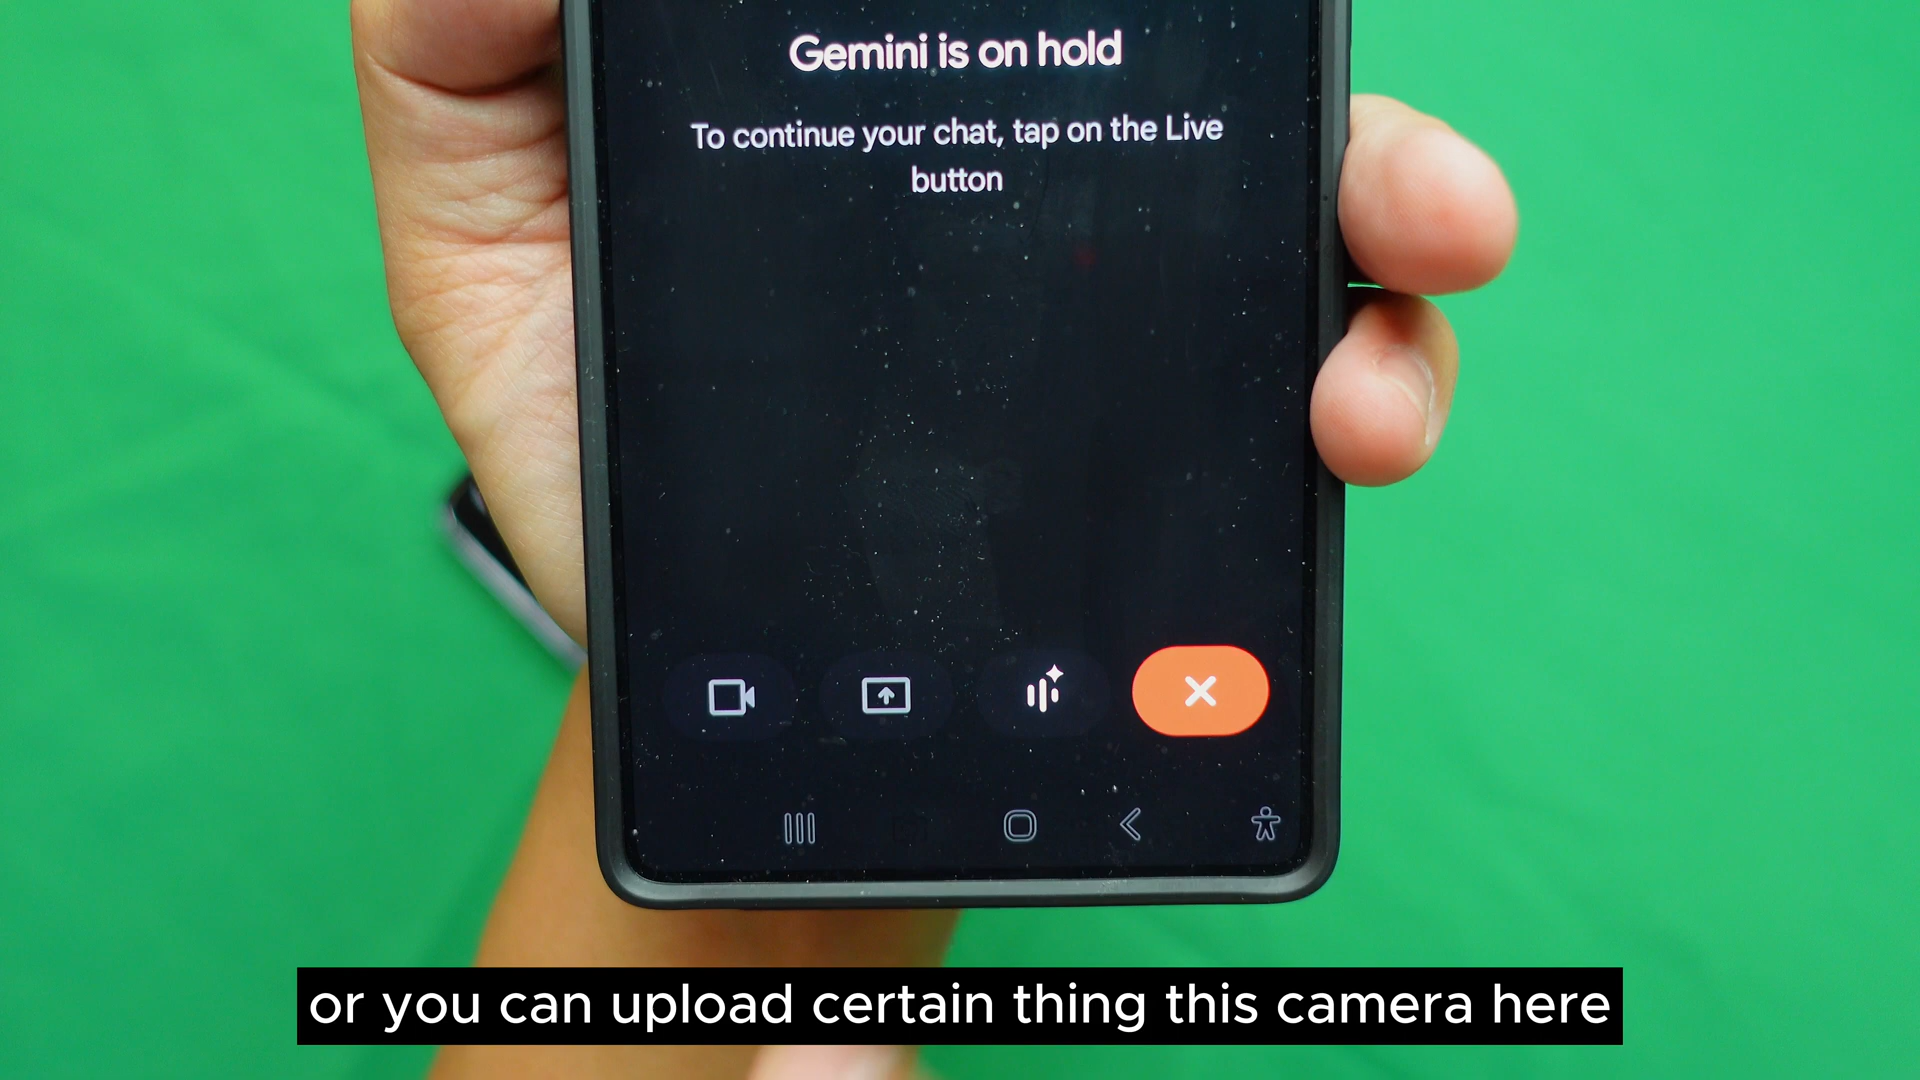 Gemini is on hold
To continue your chat, tap on the Live
button
or you can upload certain thing this camera here